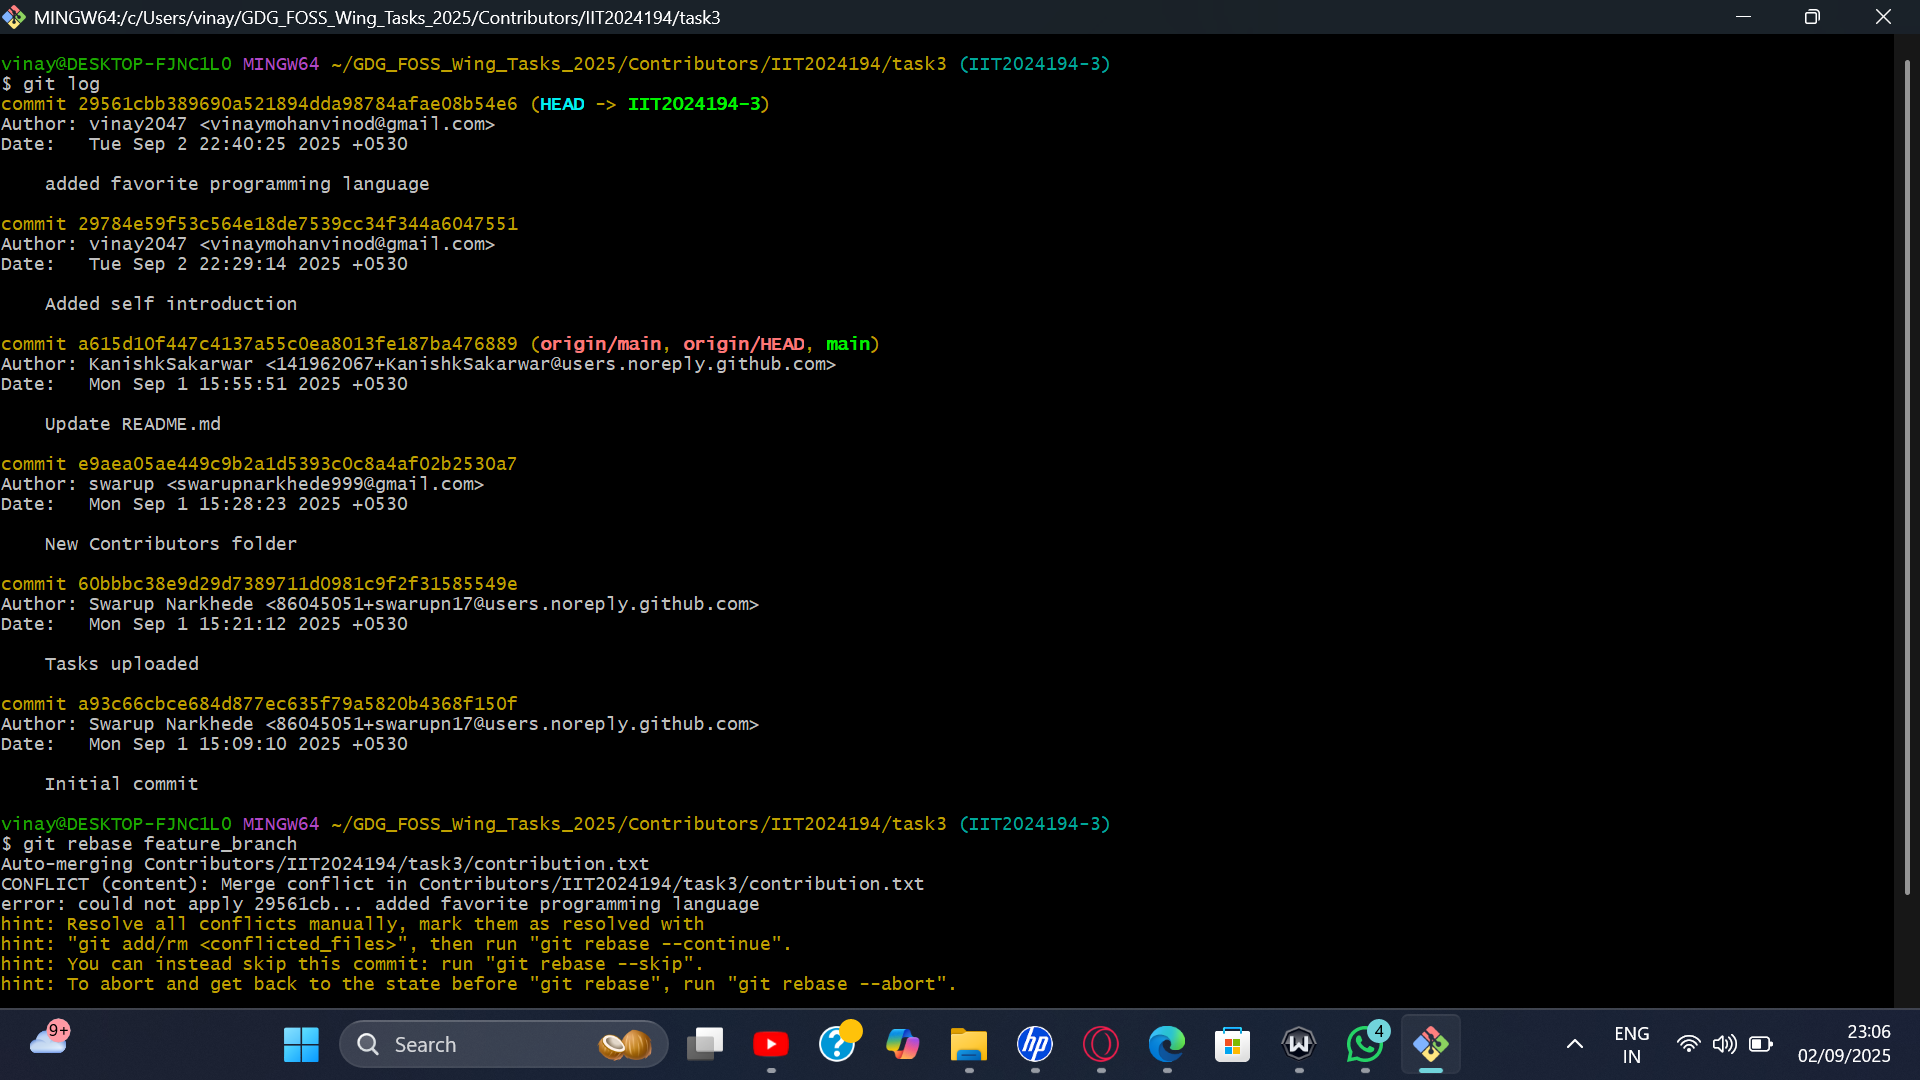 MINGW64:/c/Users/vinay/GDG_FOSS_Wing_Tasks_2025/Contributors/IIT2024194/task3
vinay@DESKTOP-FJNC1L0 MINGW64 ~/GDG_FOSS_Wing_Tasks_2025/Contributors/IIT2024194/task3 (IIT2024194-3)
$ git log
commit 29561cbb389690a521894dda98784afae08b54e6 (HEAD -> IIT2024194-3)
Author: vinay2047 <vinaymohanvinod@gmail.com>
Date:   Tue Sep 2 22:40:25 2025 +0530
    added favorite programming language
commit 29784e59f53c564e18de7539cc34f344a6047551
Author: vinay2047 <vinaymohanvinod@gmail.com>
Date:   Tue Sep 2 22:29:14 2025 +0530
    Added self introduction
commit a615d10f447c4137a55c0ea8013fe187ba476889 (origin/main, origin/HEAD, main)
Author: KanishkSakarwar <141962067+KanishkSakarwar@users.noreply.github.com>
Date:   Mon Sep 1 15:55:51 2025 +0530
    Update README.md
commit e9aea05ae449c9b2a1d5393c0c8a4af02b2530a7
Author: swarup <swarupnarkhede999@gmail.com>
Date:   Mon Sep 1 15:28:23 2025 +0530
    New Contributors folder
commit 60bbbc38e9d29d7389711d0981c9f2f31585549e
Author: Swarup Narkhede <86045051+swarupn17@users.noreply.github.com>
Date:   Mon Sep 1 15:21:12 2025 +0530
    Tasks uploaded
commit a93c66cbce684d877ec635f79a5820b4368f150f
Author: Swarup Narkhede <86045051+swarupn17@users.noreply.github.com>
Date:   Mon Sep 1 15:09:10 2025 +0530
    Initial commit
vinay@DESKTOP-FJNC1L0 MINGW64 ~/GDG_FOSS_Wing_Tasks_2025/Contributors/IIT2024194/task3 (IIT2024194-3)
$ git rebase feature_branch
Auto-merging Contributors/IIT2024194/task3/contribution.txt
CONFLICT (content): Merge conflict in Contributors/IIT2024194/task3/contribution.txt
error: could not apply 29561cb... added favorite programming language
hint: Resolve all conflicts manually, mark them as resolved with
hint: "git add/rm <conflicted_files>", then run "git rebase --continue".
hint: You can instead skip this commit: run "git rebase --skip".
hint: To abort and get back to the state before "git rebase", run "git rebase --abort".
9+
Search
?
hp
W
4
ENG
IN
23:06
02/09/2025